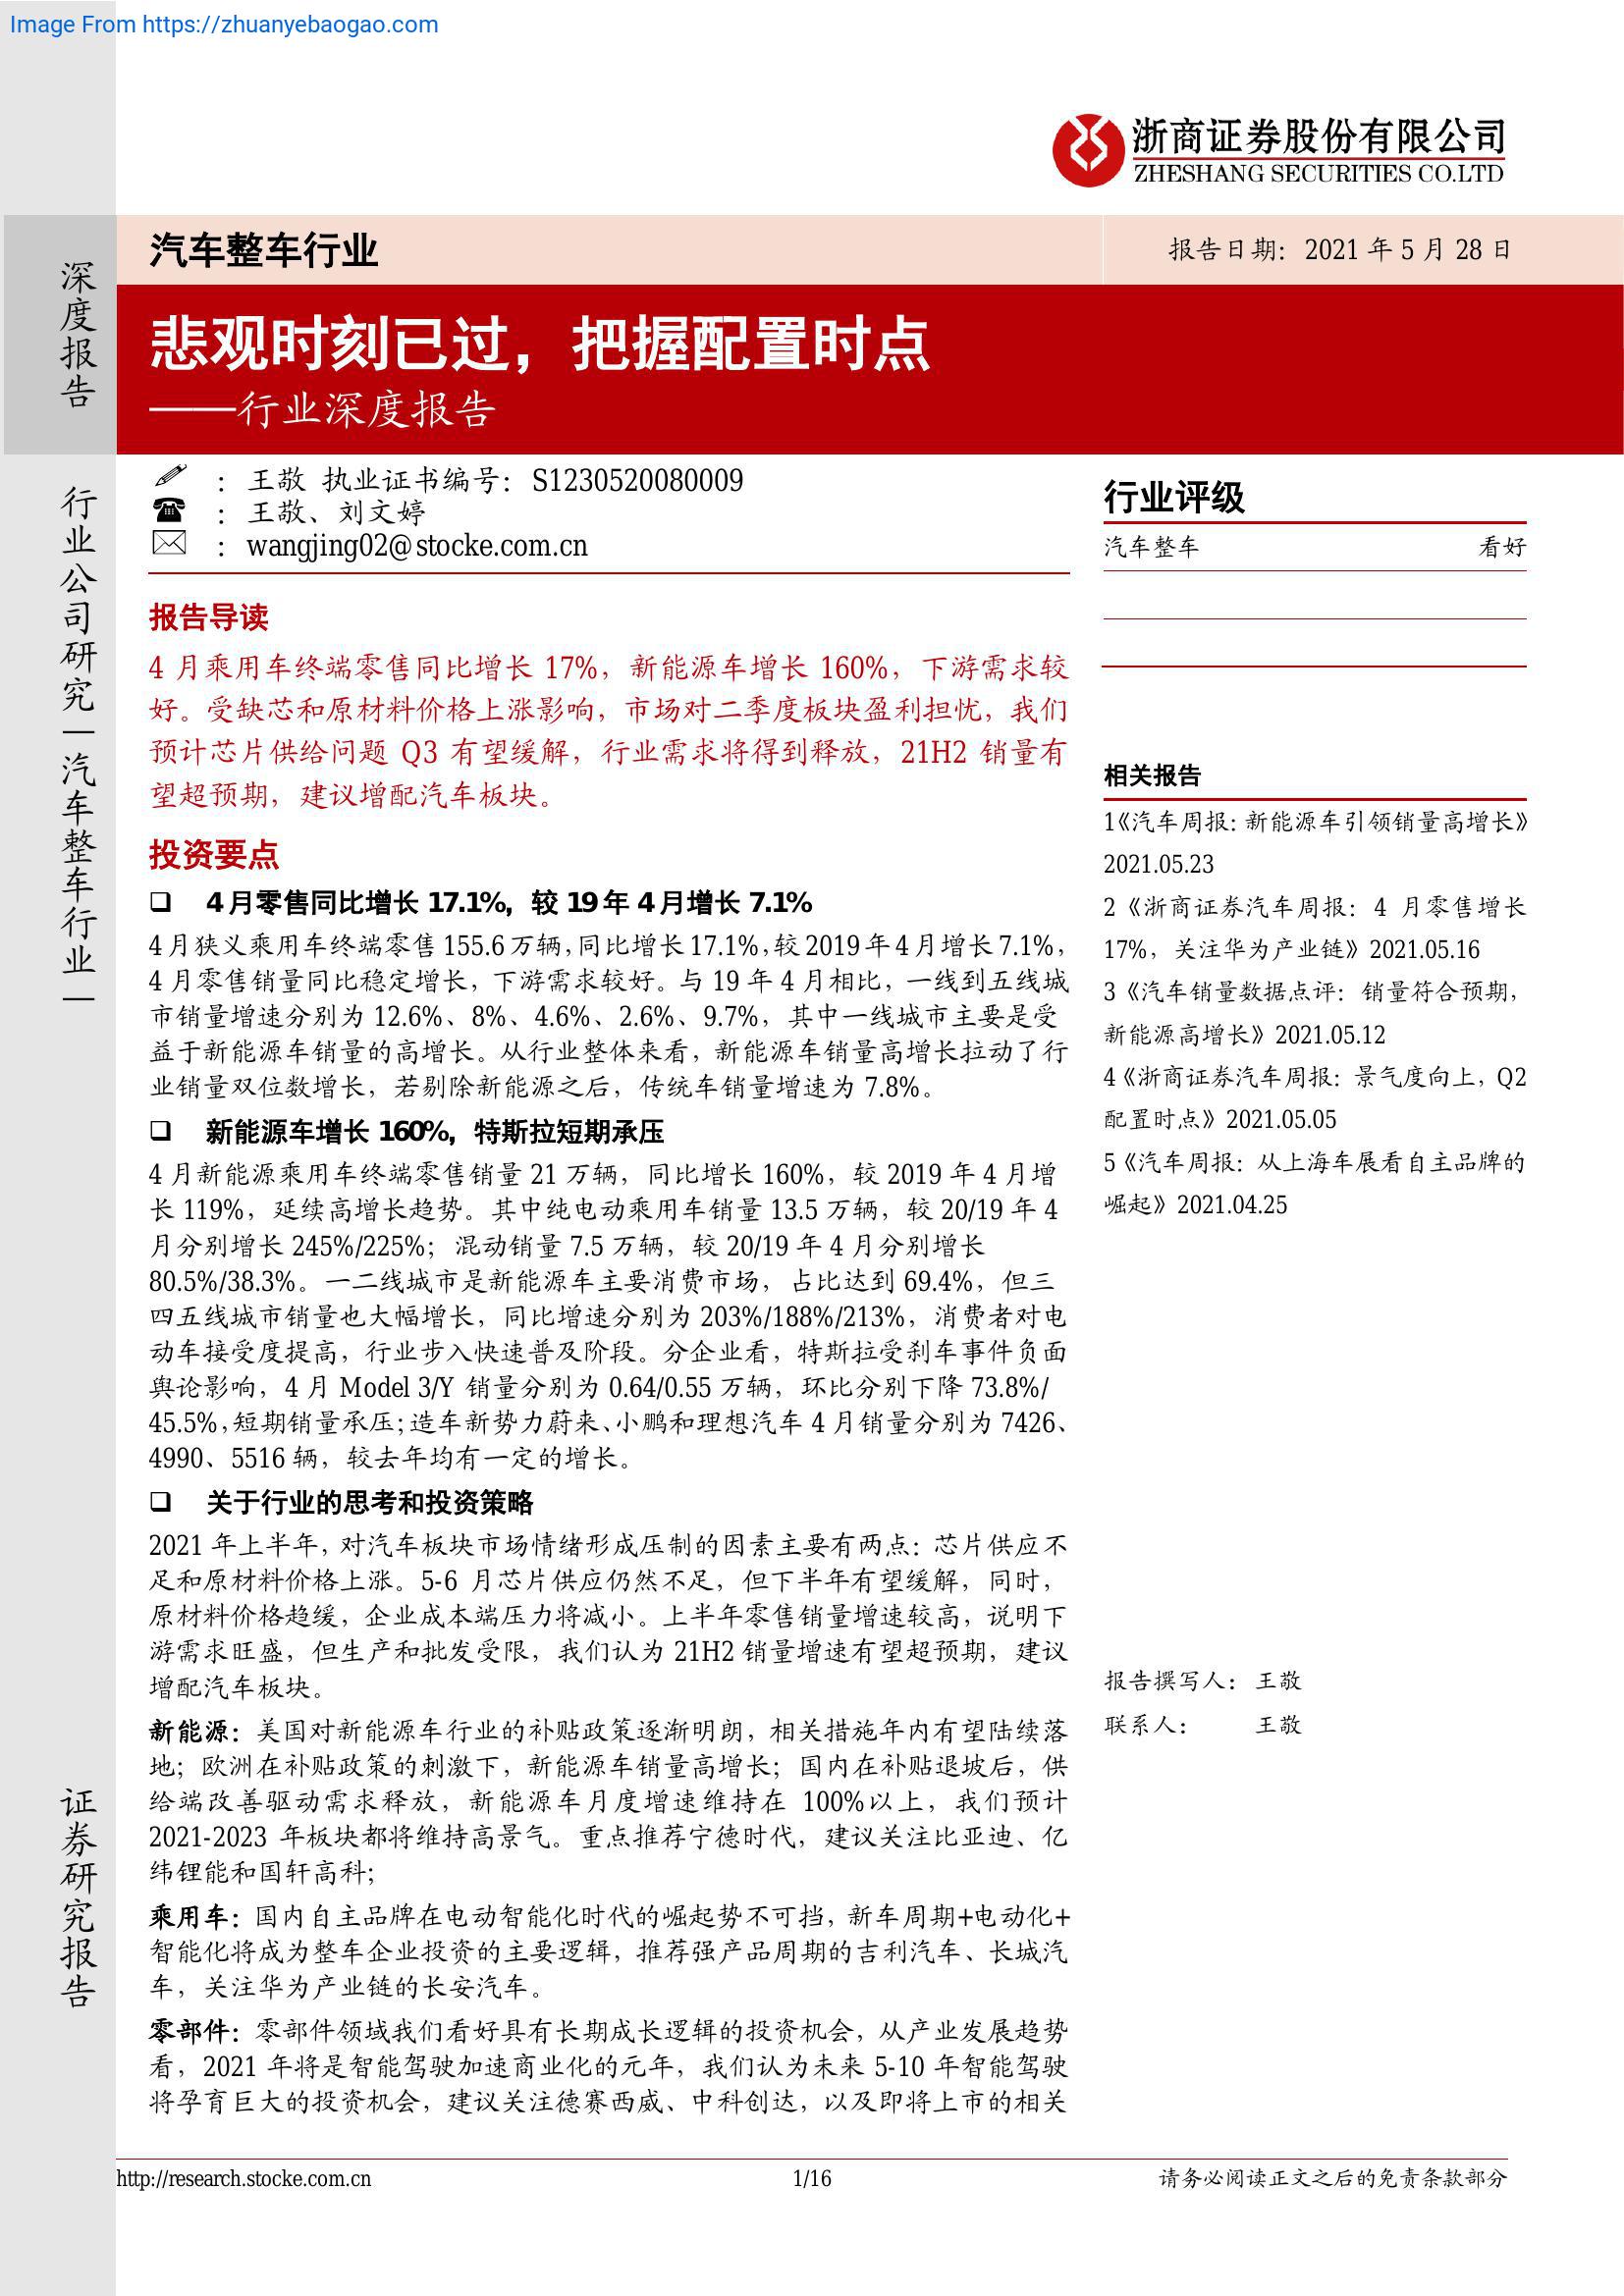 Image From https://zhuanyebaogao.com
浙商证券股份有限公司
ZHESHANG SECURITIES CO.LTD
汽车整车行业
报告日期：2021 年 5 月 28 日
深度报告
悲观时刻已过，把握配置时点
——行业深度报告
行业公司研究｜汽车整车行业｜
证券研究报告
： 王敬 执业证书编号：S1230520080009
： 王敬、刘文婷
： wangjing02@stocke.com.cn
报告导读
4 月乘用车终端零售同比增长 17%，新能源车增长 160%，下游需求较
好。受缺芯和原材料价格上涨影响，市场对二季度板块盈利担忧，我们
预计芯片供给问题 Q3 有望缓解，行业需求将得到释放，21H2 销量有
望超预期，建议增配汽车板块。
投资要点
❑ 4 月零售同比增长 17.1%，较 19 年 4 月增长 7.1%
4 月狭义乘用车终端零售 155.6 万辆，同比增长 17.1%，较 2019 年 4 月增长 7.1%，
4 月零售销量同比稳定增长，下游需求较好。与 19 年 4 月相比，一线到五线城
市销量增速分别为 12.6%、8%、4.6%、2.6%、9.7%，其中一线城市主要是受
益于新能源车销量的高增长。从行业整体来看，新能源车销量高增长拉动了行
业销量双位数增长，若剔除新能源之后，传统车销量增速为 7.8%。
❑ 新能源车增长 160%，特斯拉短期承压
4 月新能源乘用车终端零售销量 21 万辆，同比增长 160%，较 2019 年 4 月增
长 119%，延续高增长趋势。其中纯电动乘用车销量 13.5 万辆，较 20/19 年 4
月分别增长 245%/225%；混动销量 7.5 万辆，较 20/19 年 4 月分别增长
80.5%/38.3%。一二线城市是新能源车主要消费市场，占比达到 69.4%，但三
四五线城市销量也大幅增长，同比增速分别为 203%/188%/213%，消费者对电
动车接受度提高，行业步入快速普及阶段。分企业看，特斯拉受刹车事件负面
舆论影响，4 月 Model 3/Y 销量分别为 0.64/0.55 万辆，环比分别下降 73.8%/
45.5%，短期销量承压；造车新势力蔚来、小鹏和理想汽车 4 月销量分别为 7426、
4990、5516 辆，较去年均有一定的增长。
❑ 关于行业的思考和投资策略
2021 年上半年，对汽车板块市场情绪形成压制的因素主要有两点：芯片供应不
足和原材料价格上涨。5-6 月芯片供应仍然不足，但下半年有望缓解，同时，
原材料价格趋缓，企业成本端压力将减小。上半年零售销量增速较高，说明下
游需求旺盛，但生产和批发受限，我们认为 21H2 销量增速有望超预期，建议
增配汽车板块。
新能源：美国对新能源车行业的补贴政策逐渐明朗，相关措施年内有望陆续落
地；欧洲在补贴政策的刺激下，新能源车销量高增长；国内在补贴退坡后，供
给端改善驱动需求释放，新能源车月度增速维持在 100%以上，我们预计
2021-2023 年板块都将维持高景气。重点推荐宁德时代，建议关注比亚迪、亿
纬锂能和国轩高科；
乘用车：国内自主品牌在电动智能化时代的崛起势不可挡，新车周期+电动化+
智能化将成为整车企业投资的主要逻辑，推荐强产品周期的吉利汽车、长城汽
车，关注华为产业链的长安汽车。
零部件：零部件领域我们看好具有长期成长逻辑的投资机会，从产业发展趋势
看，2021 年将是智能驾驶加速商业化的元年，我们认为未来 5-10 年智能驾驶
将孕育巨大的投资机会，建议关注德赛西威、中科创达，以及即将上市的相关
行业评级
汽车整车 看好
相关报告
1《汽车周报：新能源车引领销量高增长》
2021.05.23
2《浙商证券汽车周报：4 月零售增长
17%，关注华为产业链》2021.05.16
3《汽车销量数据点评：销量符合预期，
新能源高增长》2021.05.12
4《浙商证券汽车周报：景气度向上，Q2
配置时点》2021.05.05
5《汽车周报：从上海车展看自主品牌的
崛起》2021.04.25
报告撰写人： 王敬
联系人： 王敬
http://research.stocke.com.cn
1/16
请务必阅读正文之后的免责条款部分